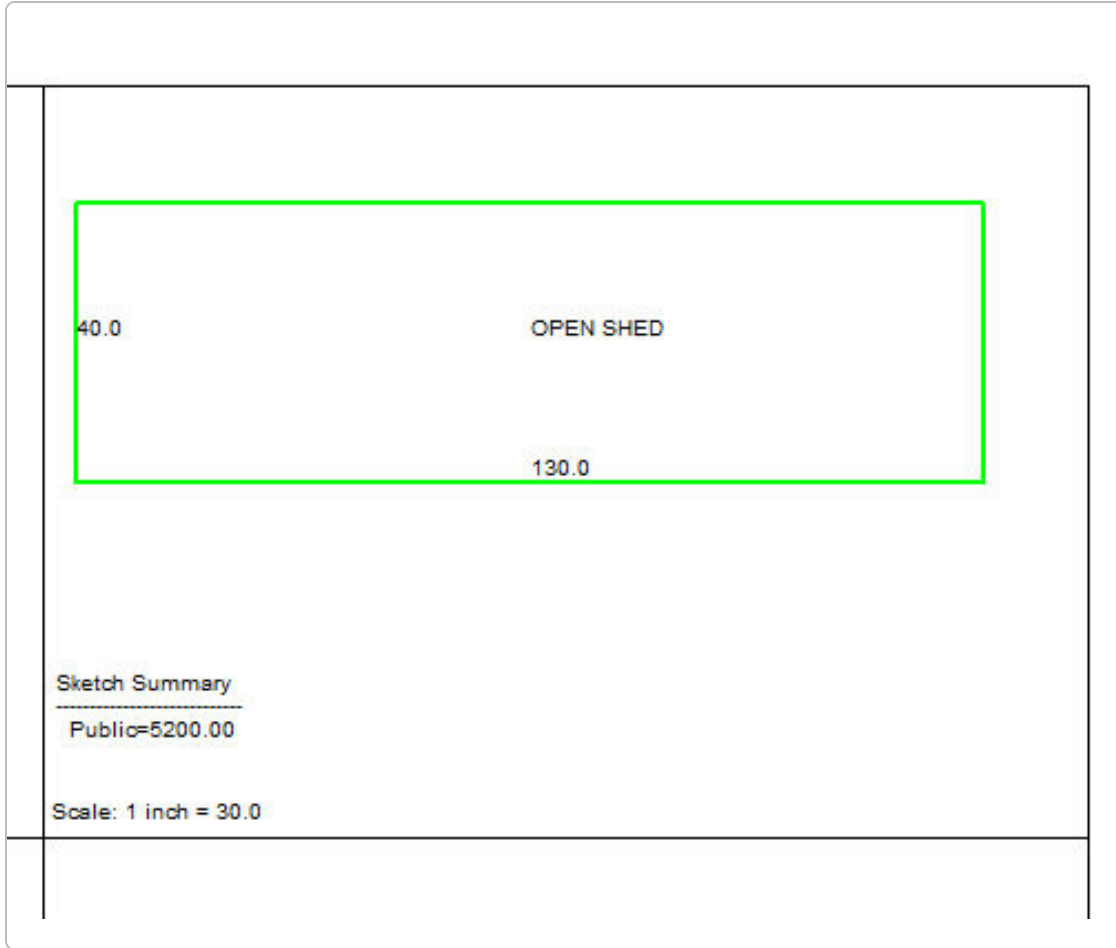 40.0 OPEN SHED
130.0
Sketch Summary
Public=5200.00
Scale: 1 inch = 30.0